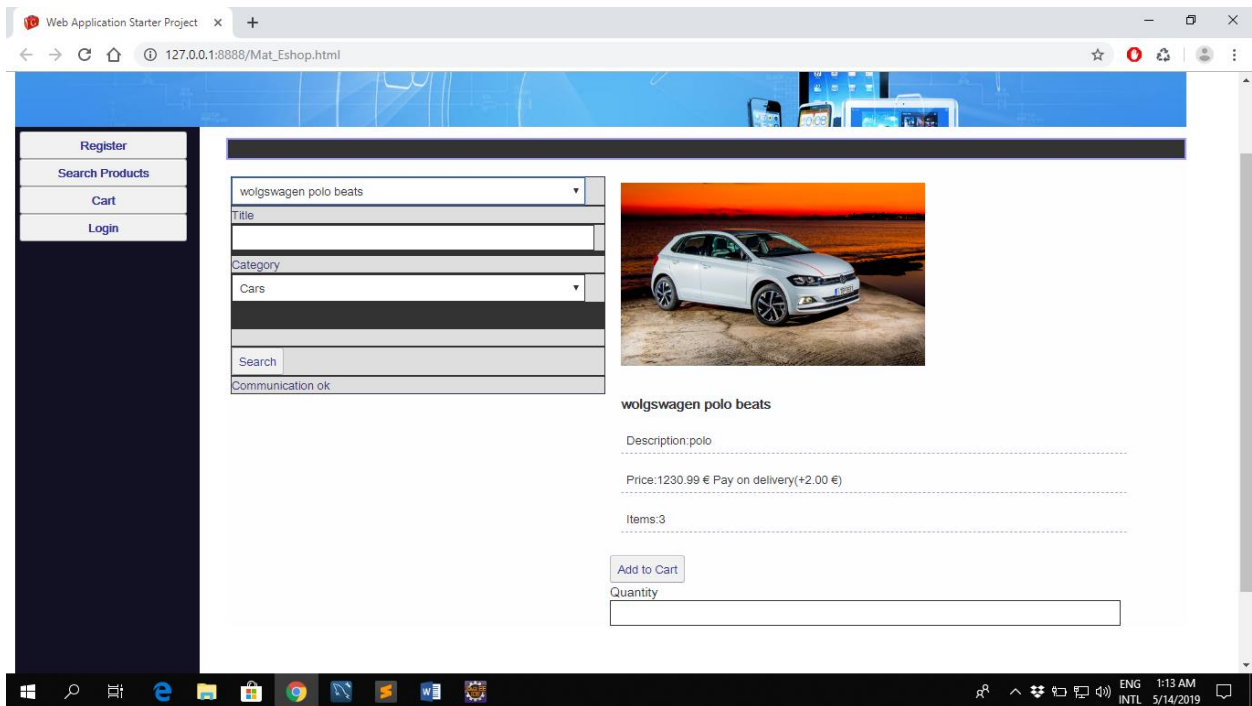 Web Application Starter Project
127.0.0.1:8888/Mat_Eshop.html
Register
Search Products
Cart
Login
wolgswagen polo beats
Title
Category
Cars
Search
Communication ok
wolgswagen polo beats
Description:polo
Price:1230.99 € Pay on delivery(+2.00 €)
Items:3
Add to Cart
Quantity
ENG 1:13 AM
INTL 5/14/2019